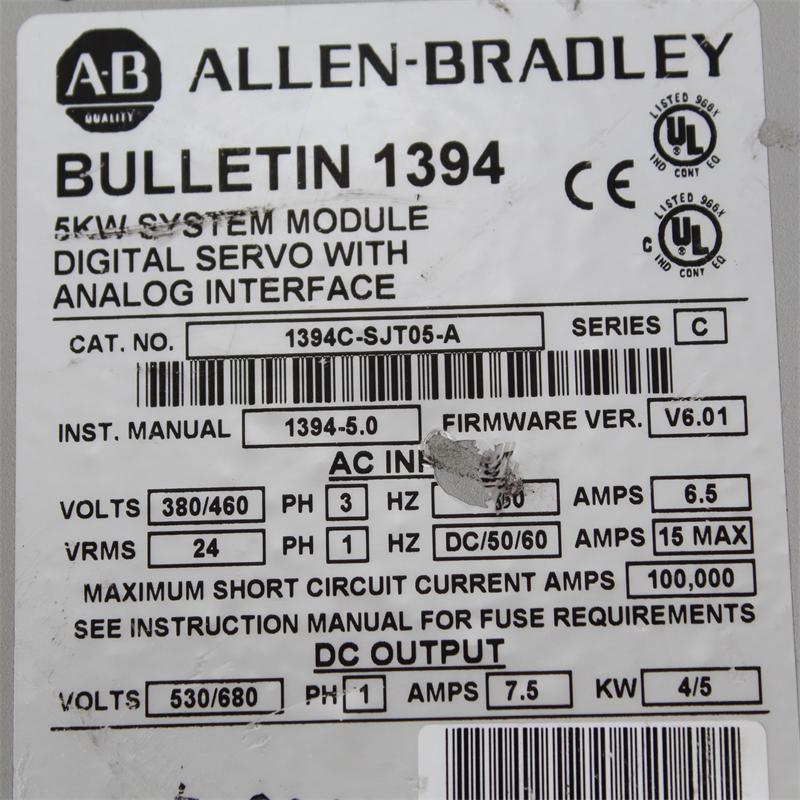 A-B
QUALITY
ALLEN-BRADLEY
BULLETIN 1394
5KW SYSTEM MODULE
DIGITAL SERVO WITH
ANALOG INTERFACE
CE
LISTED 966X
UL
IND CONT EQ
LISTED 966X
C UL
IND CONT EQ
CAT. NO. 1394C-SJT05-A SERIES C
INST. MANUAL 1394-5.0 FIRMWARE VER. V6.01
AC
VOLTS 380/460 PH 3 HZ AMPS 6.5
VRMS 24 PH 1 HZ DC/50/60 AMPS 15 MAX
MAXIMUM SHORT CIRCUIT CURRENT AMPS 100,000
SEE INSTRUCTION MANUAL FOR FUSE REQUIREMENTS
DC OUTPUT
VOLTS 530/680 PH 1 AMPS 7.5 KW 4/5